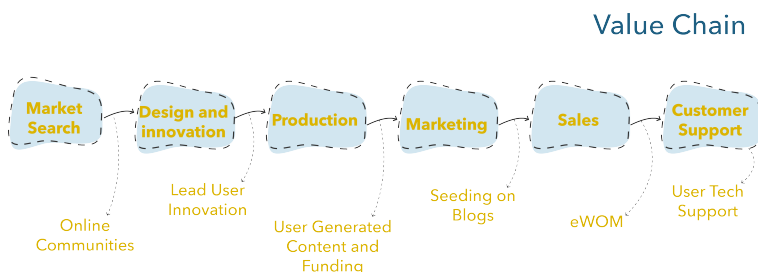 Value Chain
Market
Search
Design and
innovation
Production
Marketing
Sales
Customer
Support
Online
Communities
Lead User
Innovation
User Generated
Content and
Funding
Seeding on
Blogs
eWOM
User Tech
Support